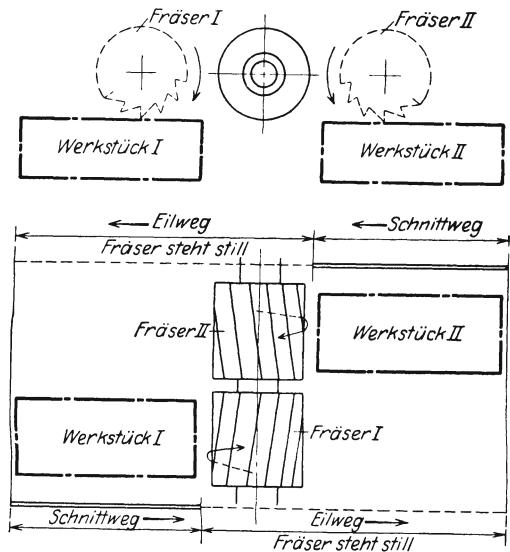 Fräser I
Fräser II
Werkstück I
Werkstück II
Eilweg
Schnittweg
Fräser steht still
Fräser II
Werkstück II
Werkstück I
Fräser I
Schnittweg
Eilweg
Fräser steht still